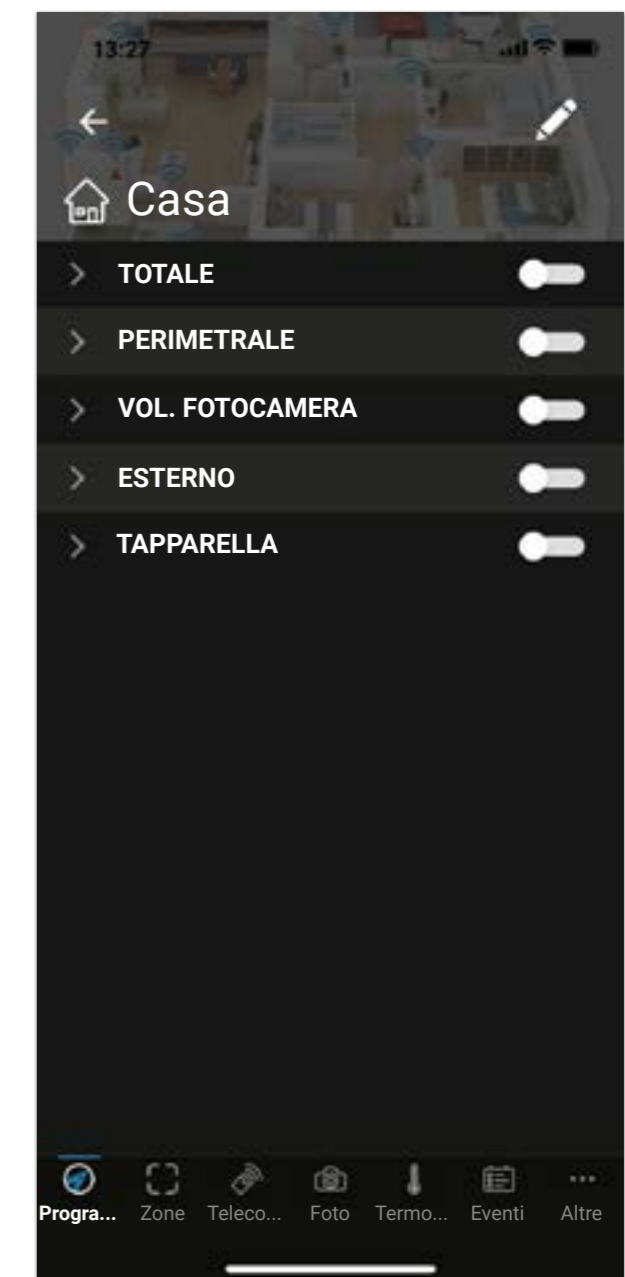 13:27
Casa
TOTALE
PERIMETRALE
VOL. FOTOCAMERA
ESTERNO
TAPPARELLA
Progra... Zone Teleco... Foto Termo... Eventi Altre